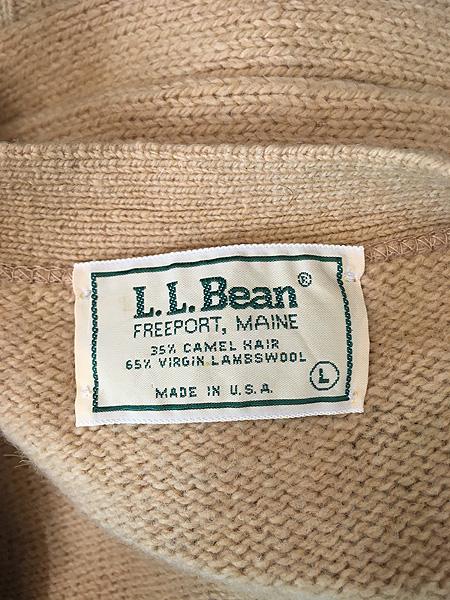 L.L.Bean®
FREEPORT, MAINE
35% CAMEL HAIR
65% VIRGIN LAMBSWOOL
L
MADE IN U.S.A.